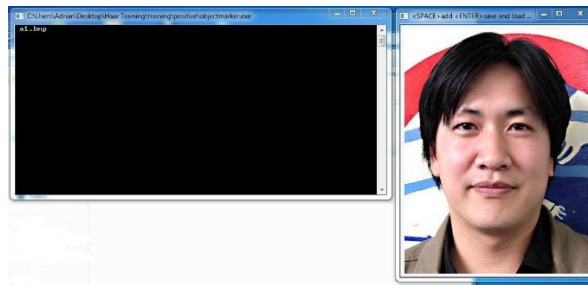 C:\Users\Adrian\Desktop\Haar Training\training\positive\objectmarker.exe
a1.bmp
<SPACE>add <ENTER>save and load ...